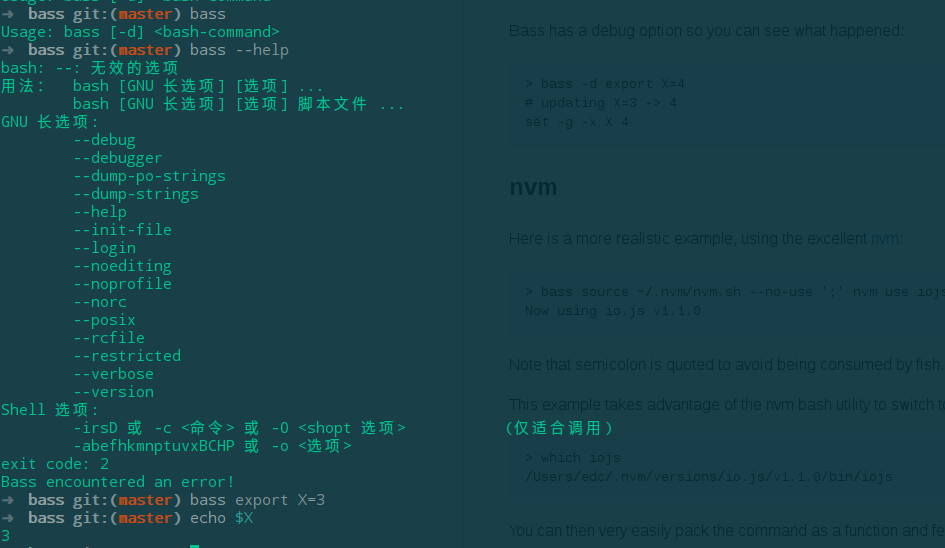 ➜  bass git:(master) bass
Usage: bass [-d] <bash-command>
➜  bass git:(master) bass --help
bash: --: 无效的选项
用法:   bash [GNU 长选项] [选项] ...
        bash [GNU 长选项] [选项] 脚本文件 ...
GNU 长选项:
        --debug
        --debugger
        --dump-po-strings
        --dump-strings
        --help
        --init-file
        --login
        --noediting
        --noprofile
        --norc
        --posix
        --rcfile
        --restricted
        --verbose
        --version
Shell 选项:
        -irsD 或 -c <命令> 或 -O <shopt 选项>                (仅适合调用)
        -abefhkmnptuvxBCHP 或 -o <选项>
exit code: 2
Bass encountered an error!
➜  bass git:(master) bass export X=3
➜  bass git:(master) echo $X
3
Bass has a debug option so you can see what happened:
> bass -d export X=4
# updating X=3 -> 4
set -g -x X 4
nvm
Here is a more realistic example, using the excellent nvm:
> bass source ~/.nvm/nvm.sh --no-use ';' nvm use iojs
Now using io.js v1.1.0
Note that semicolon is quoted to avoid being consumed by fish.
This example takes advantage of the nvm bash utility to switch
> which iojs
/Users/edc/.nvm/versions/io.js/v1.1.0/bin/iojs
You can then very easily pack the command as a function and